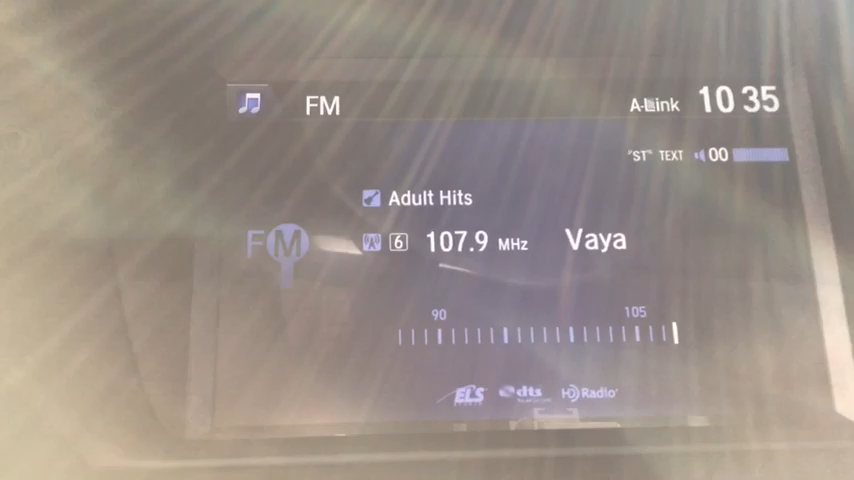 FM
A-Link 10 35
"ST" TEXT 00
Adult Hits
FM
6 107.9 MHz Vaya
90 105
ELS dts HD Radio